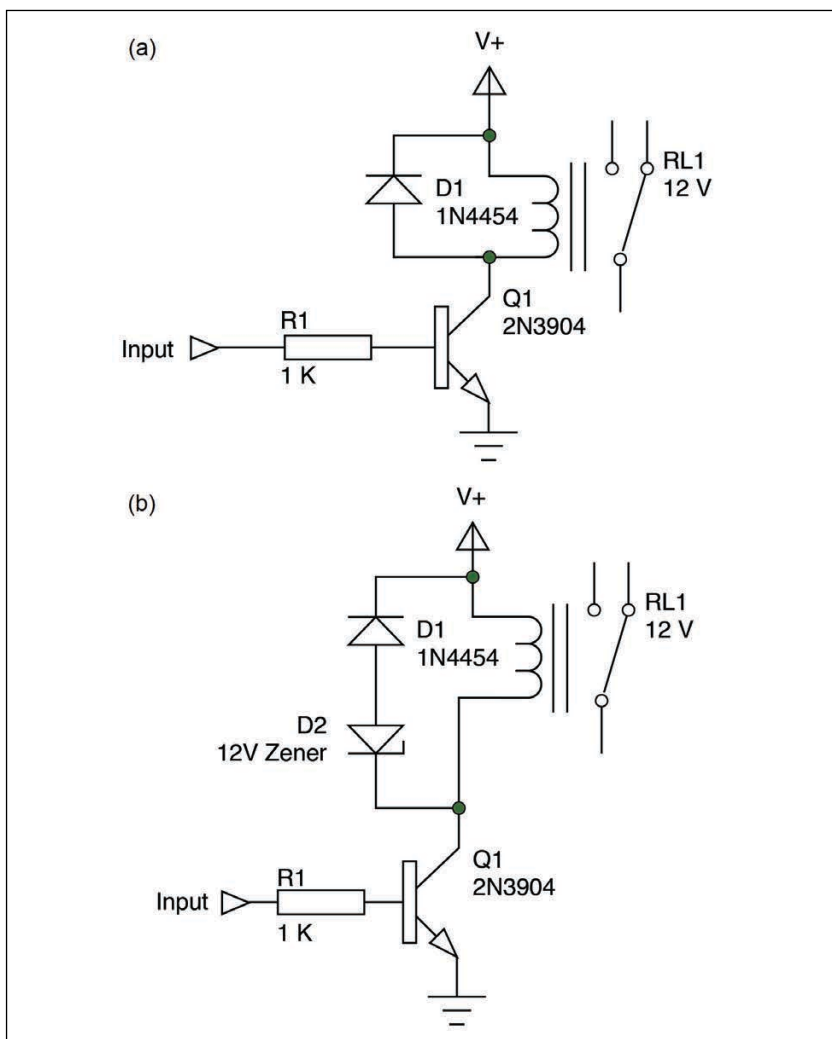 (a)
V+
D1
1N4454
RL1
12 V
Q1
2N3904
R1
Input
1 K
(b)
V+
D1
1N4454
RL1
12 V
D2
12V Zener
Q1
2N3904
R1
Input
1 K